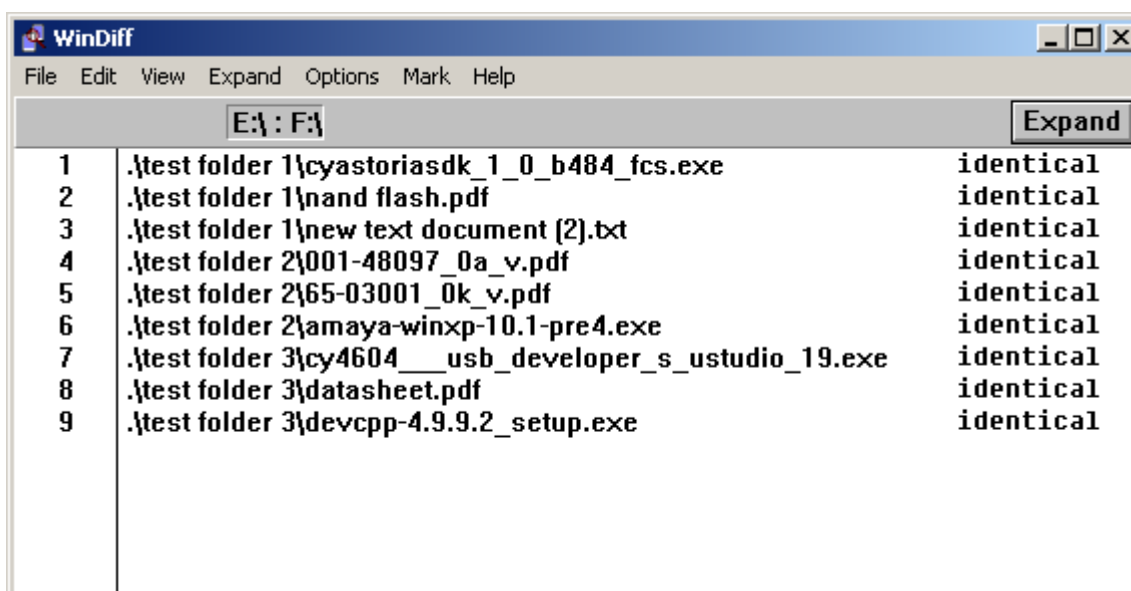 WinDiff
File Edit View Expand Options Mark Help
E:\ : F:\ Expand
1 .\test folder 1\cyastoriasdk_1_0_b484_fcs.exe identical
2 .\test folder 1\nand flash.pdf identical
3 .\test folder 1\new text document (2).txt identical
4 .\test folder 2\001-48097_0a_v.pdf identical
5 .\test folder 2\65-03001_0k_v.pdf identical
6 .\test folder 2\amaya-winxp-10.1-pre4.exe identical
7 .\test folder 3\cy4604___usb_developer_s_ustudio_19.exe identical
8 .\test folder 3\datasheet.pdf identical
9 .\test folder 3\devcpp-4.9.9.2_setup.exe identical